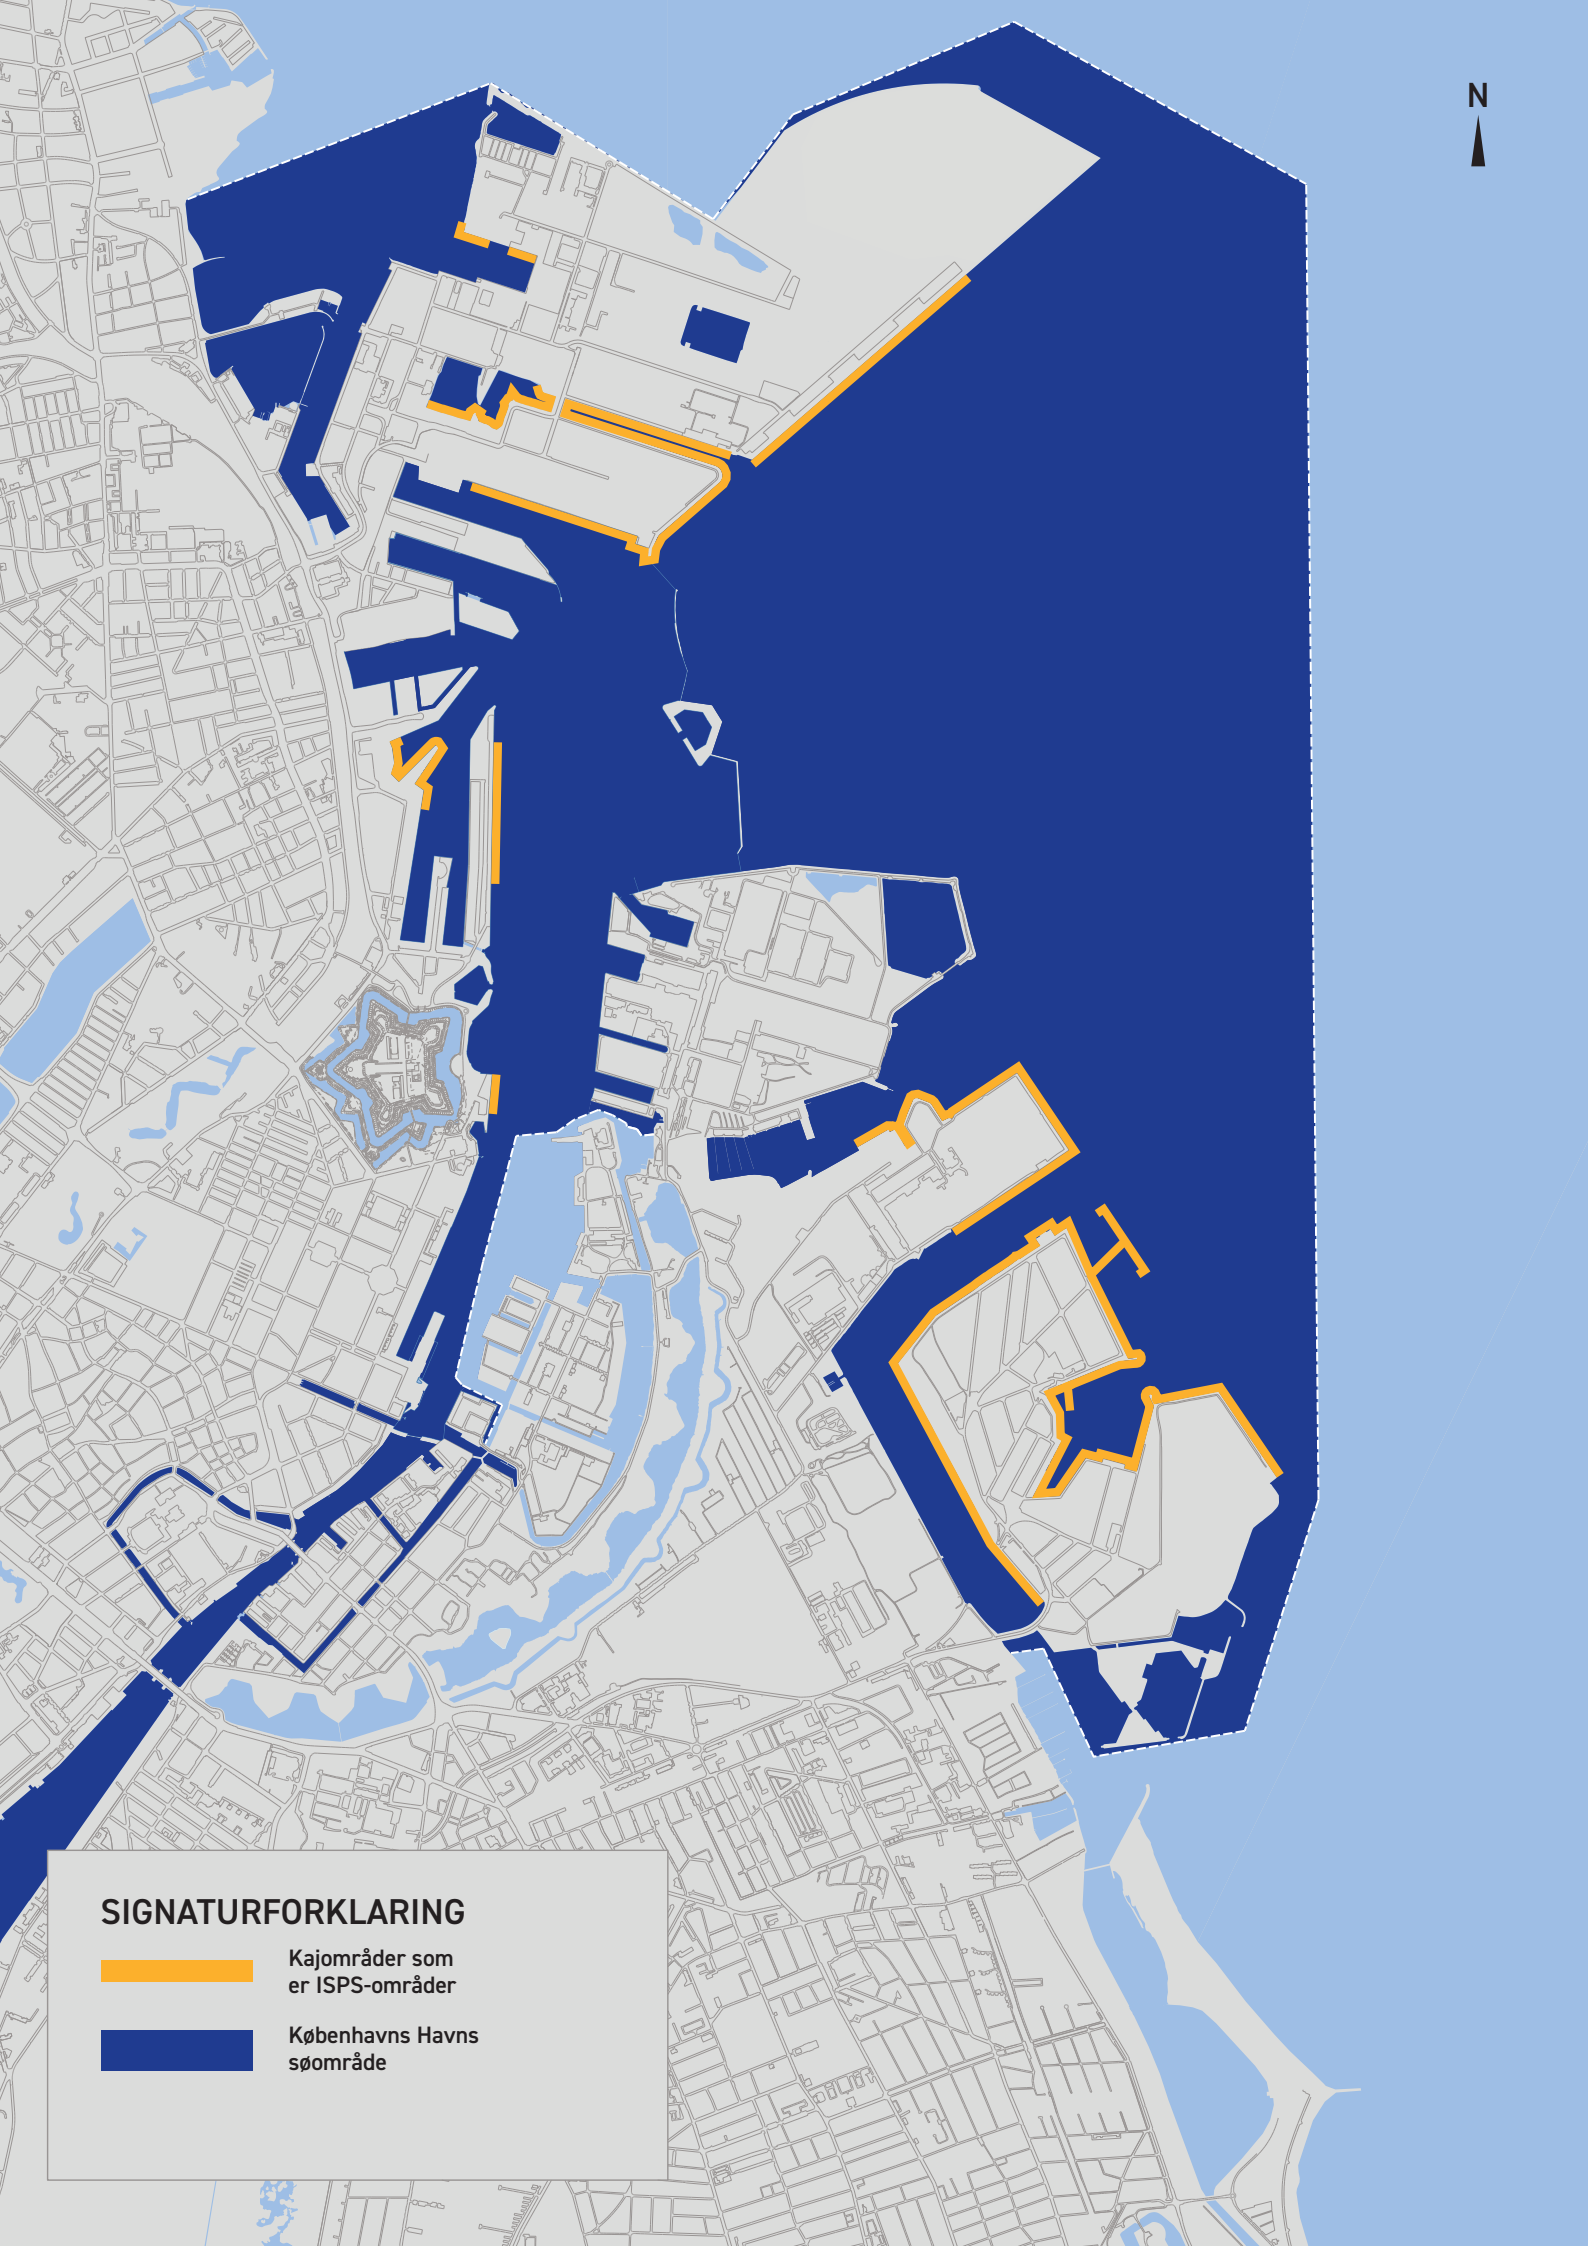 N
SIGNATURFORKLARING
Kajområder som
er ISPS-områder
Københavns Havns
søområde